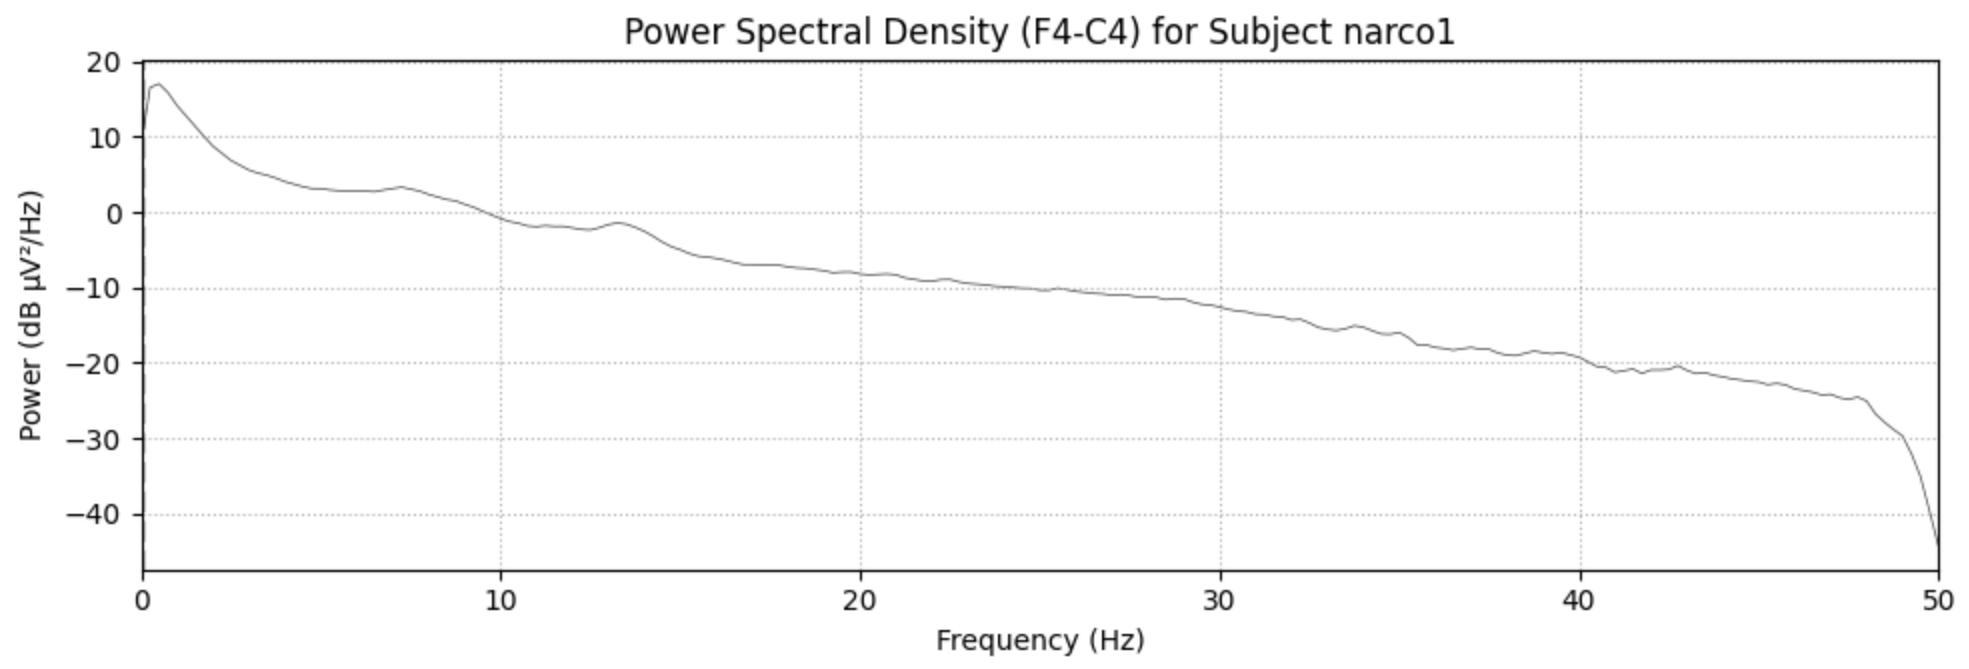 Power Spectral Density (F4-C4) for Subject narco1
Power (dB µV²/Hz)
20
10
0
−10
−20
−30
−40
0 10 20 30 40 50
Frequency (Hz)